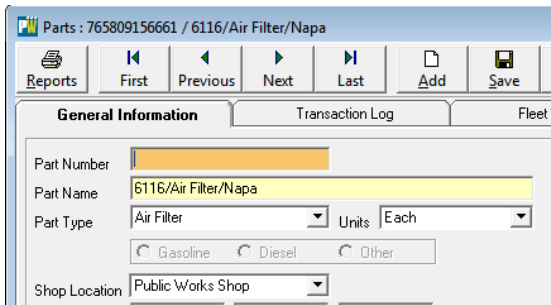 Parts : 765809156661 / 6116/Air Filter/Napa
Reports First Previous Next Last Add Save
General Information Transaction Log Fleet
Part Number
Part Name 6116/Air Filter/Napa
Part Type Air Filter Units Each
Gasoline Diesel Other
Shop Location Public Works Shop